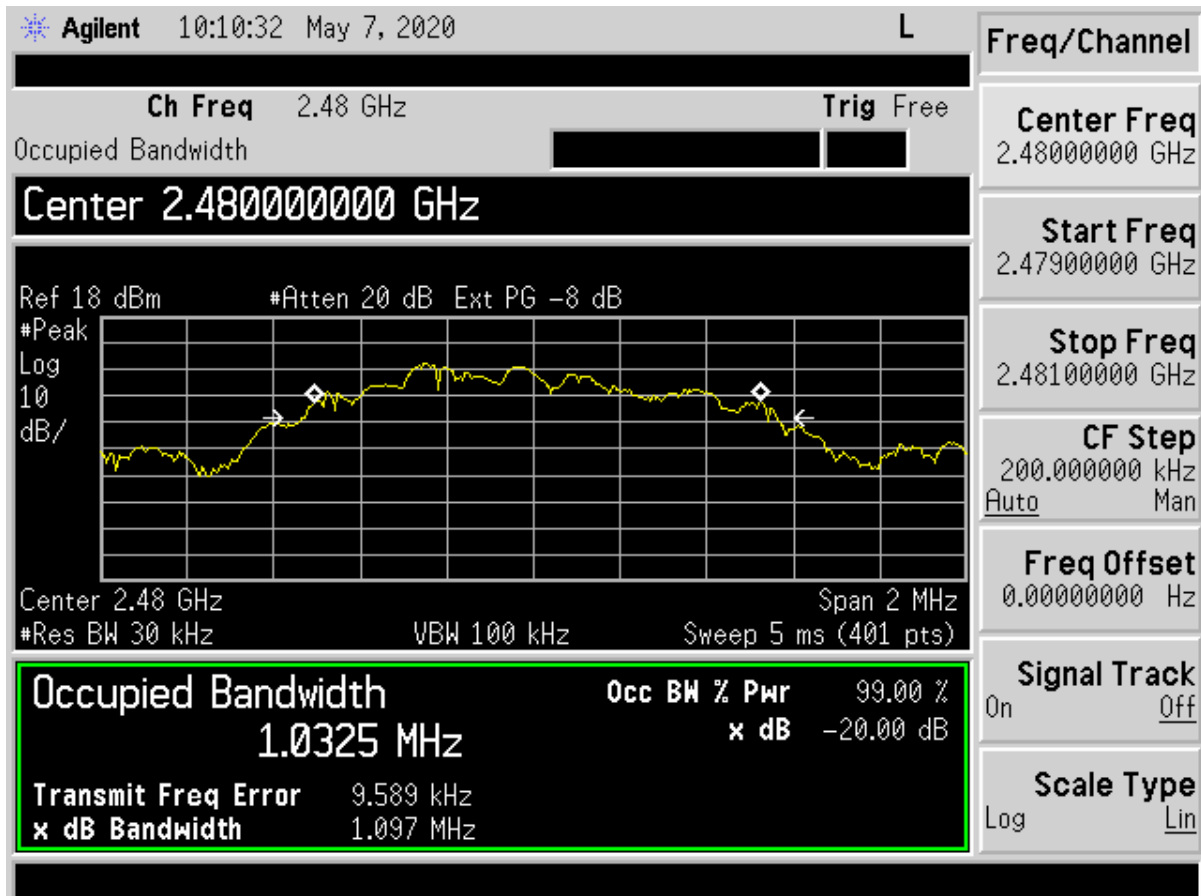 Agilent 10:10:32 May 7, 2020 L
Freq/Channel
Ch Freq 2.48 GHz Trig Free
Occupied Bandwidth
Center 2.480000000 GHz
Ref 18 dBm #Atten 20 dB Ext PG -8 dB
#Peak
Log
10
dB/
Center 2.48 GHz Span 2 MHz
#Res BW 30 kHz VBW 100 kHz Sweep 5 ms (401 pts)
Occupied Bandwidth Occ BW % Pwr 99.00 %
1.0325 MHz x dB -20.00 dB
Transmit Freq Error 9.589 kHz
x dB Bandwidth 1.097 MHz
Center Freq
2.48000000 GHz
Start Freq
2.47900000 GHz
Stop Freq
2.48100000 GHz
CF Step
200.000000 kHz
Auto Man
Freq Offset
0.00000000 Hz
Signal Track
On Off
Scale Type
Log Lin